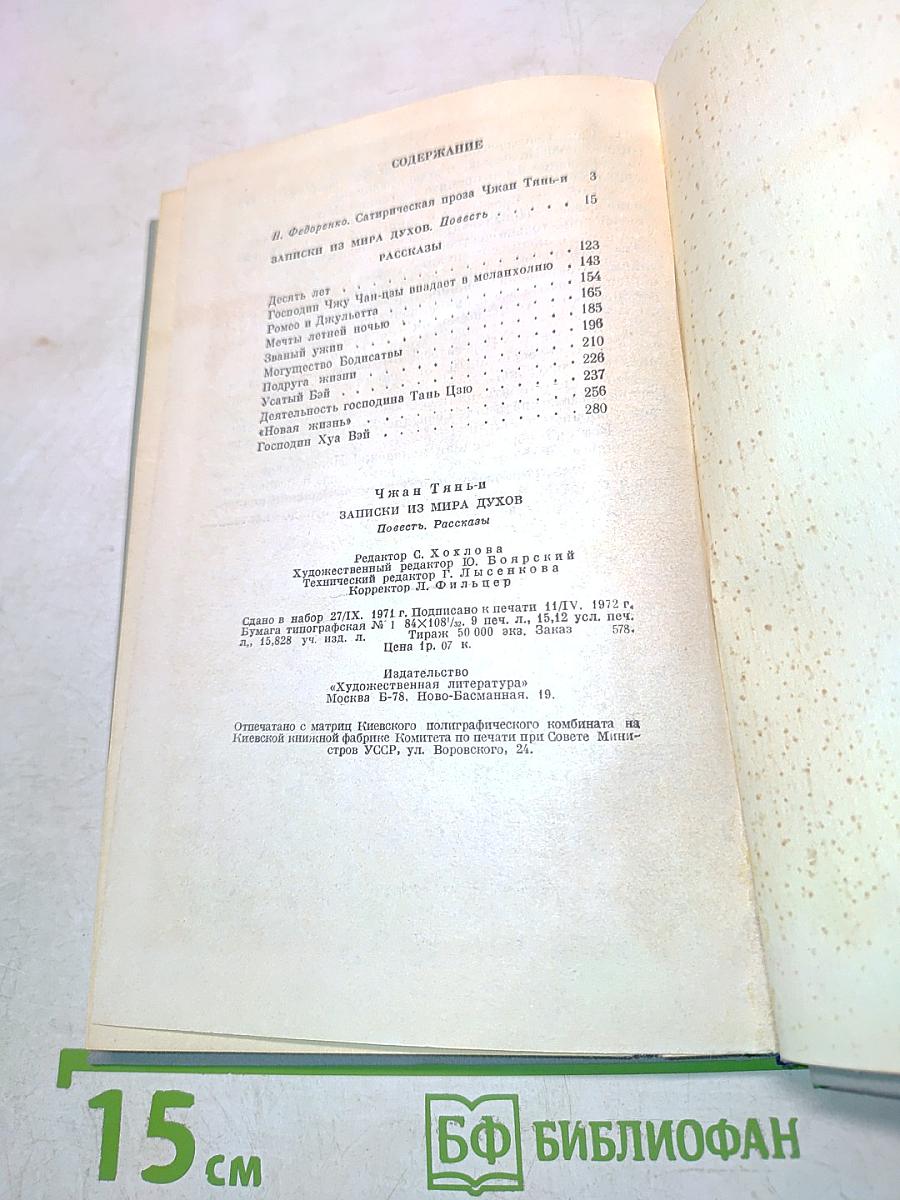 СОДЕРЖАНИЕ
Н. Федоренко. Сатирическая проза Чжан Тянь-и 3
ЗАПИСКИ ИЗ МИРА ДУХОВ. Повесть . . . . . 15
РАССКАЗЫ
Десять лет . . . . . . . . . . . . 123
Господин Чжу Чан-цзы впадает в меланхолию . 143
Ромео и Джульетта . . . . . . . . . . 154
Мечты летней ночью . . . . . . . . . . 165
Званый ужин . . . . . . . . . . . . 185
Могущество Бодисатвы . . . . . . . . . 196
Подруга жизни . . . . . . . . . . . 210
Усатый Бэй . . . . . . . . . . . . 226
Деятельность господина Тань Цзю . . . . . 237
«Новая жизнь» . . . . . . . . . . . 256
Господин Хуа Вэй . . . . . . . . . . 280
Чжан Тянь-и
ЗАПИСКИ ИЗ МИРА ДУХОВ
Повесть. Рассказы
Редактор С. Хохлова
Художественный редактор Ю. Боярский
Технический редактор Г. Лысенкова
Корректор Л. Фильцер
Сдано в набор 27/IX. 1971 г. Подписано к печати 11/IV. 1972 г.
Бумага типографская № 1 84×108¹/₃₂. 9 печ. л., 15,12 усл. печ.
л., 15,828 уч. изд. л. Тираж 50 000 экз. Заказ 578.
Цена 1р. 07 к.
Издательство
«Художественная литература»
Москва Б-78, Ново-Басманная, 19.
Отпечатано с матриц Киевского полиграфического комбината на
Киевской книжной фабрике Комитета по печати при Совете Мини-
стров УССР, ул. Воровского, 24.
15 см
БФ БИБЛИОФАН